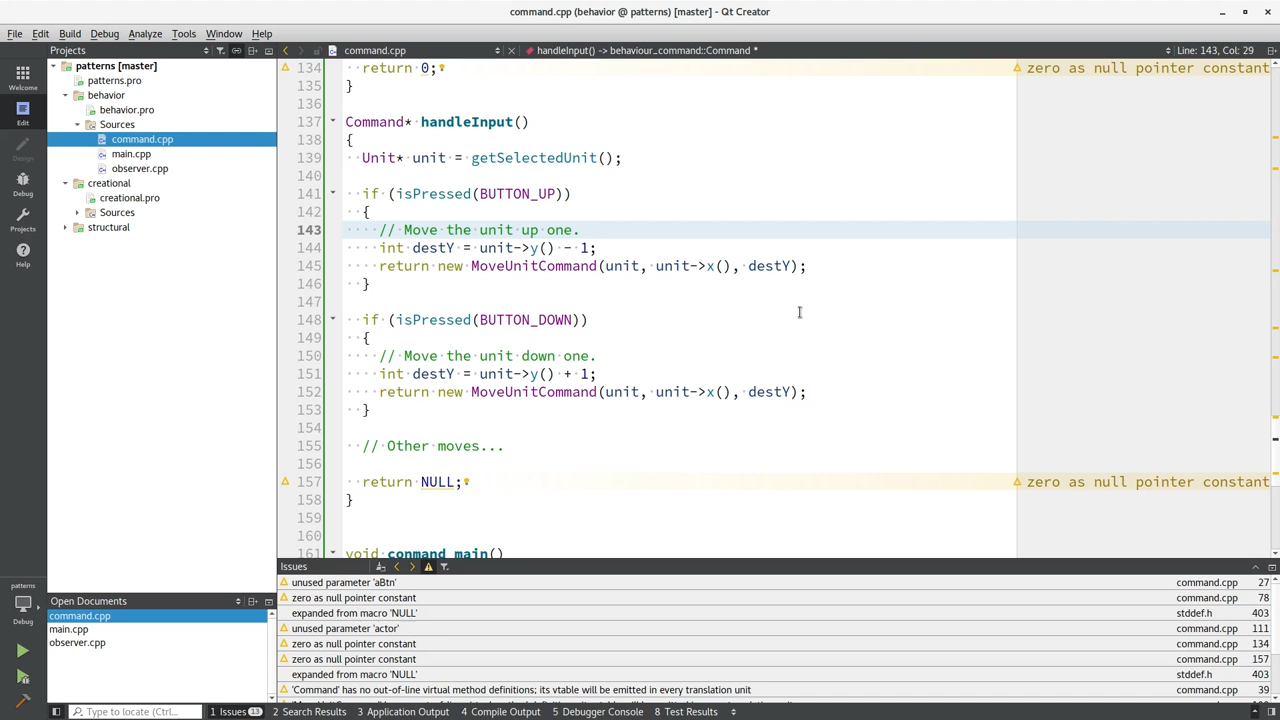 command.cpp (behavior @ patterns) [master] - Qt Creator
File Edit Build Debug Analyze Tools Window Help
Projects
command.cpp
handleInput() -> behaviour_command::Command *
Line: 143, Col: 29
Welcome
Edit
Design
Debug
Projects
Help
patterns
Debug
patterns [master]
patterns.pro
behavior
behavior.pro
Sources
command.cpp
main.cpp
observer.cpp
creational
creational.pro
Sources
structural
Open Documents
command.cpp
main.cpp
observer.cpp
134 return 0; zero as null pointer constant
135 }
136
137 Command* handleInput()
138 {
139 Unit* unit = getSelectedUnit();
140
141 if (isPressed(BUTTON_UP))
142 {
143 // Move the unit up one.
144 int destY = unit->y() - 1;
145 return new MoveUnitCommand(unit, unit->x(), destY);
146 }
147
148 if (isPressed(BUTTON_DOWN))
149 {
150 // Move the unit down one.
151 int destY = unit->y() + 1;
152 return new MoveUnitCommand(unit, unit->x(), destY);
153 }
154
155 // Other moves...
156
157 return NULL; zero as null pointer constant
158 }
159
160
161 void conmand_main()
Issues
unused parameter 'aBtn' command.cpp 27
zero as null pointer constant command.cpp 78
expanded from macro 'NULL' stddef.h 403
unused parameter 'actor' command.cpp 111
zero as null pointer constant command.cpp 134
zero as null pointer constant command.cpp 157
expanded from macro 'NULL' stddef.h 403
'Command' has no out-of-line virtual method definitions; its vtable will be emitted in every translation unit command.cpp 39
Type to locate (Ctrl+... 1 Issues 13 2 Search Results 3 Application Output 4 Compile Output 5 Debugger Console 8 Test Results